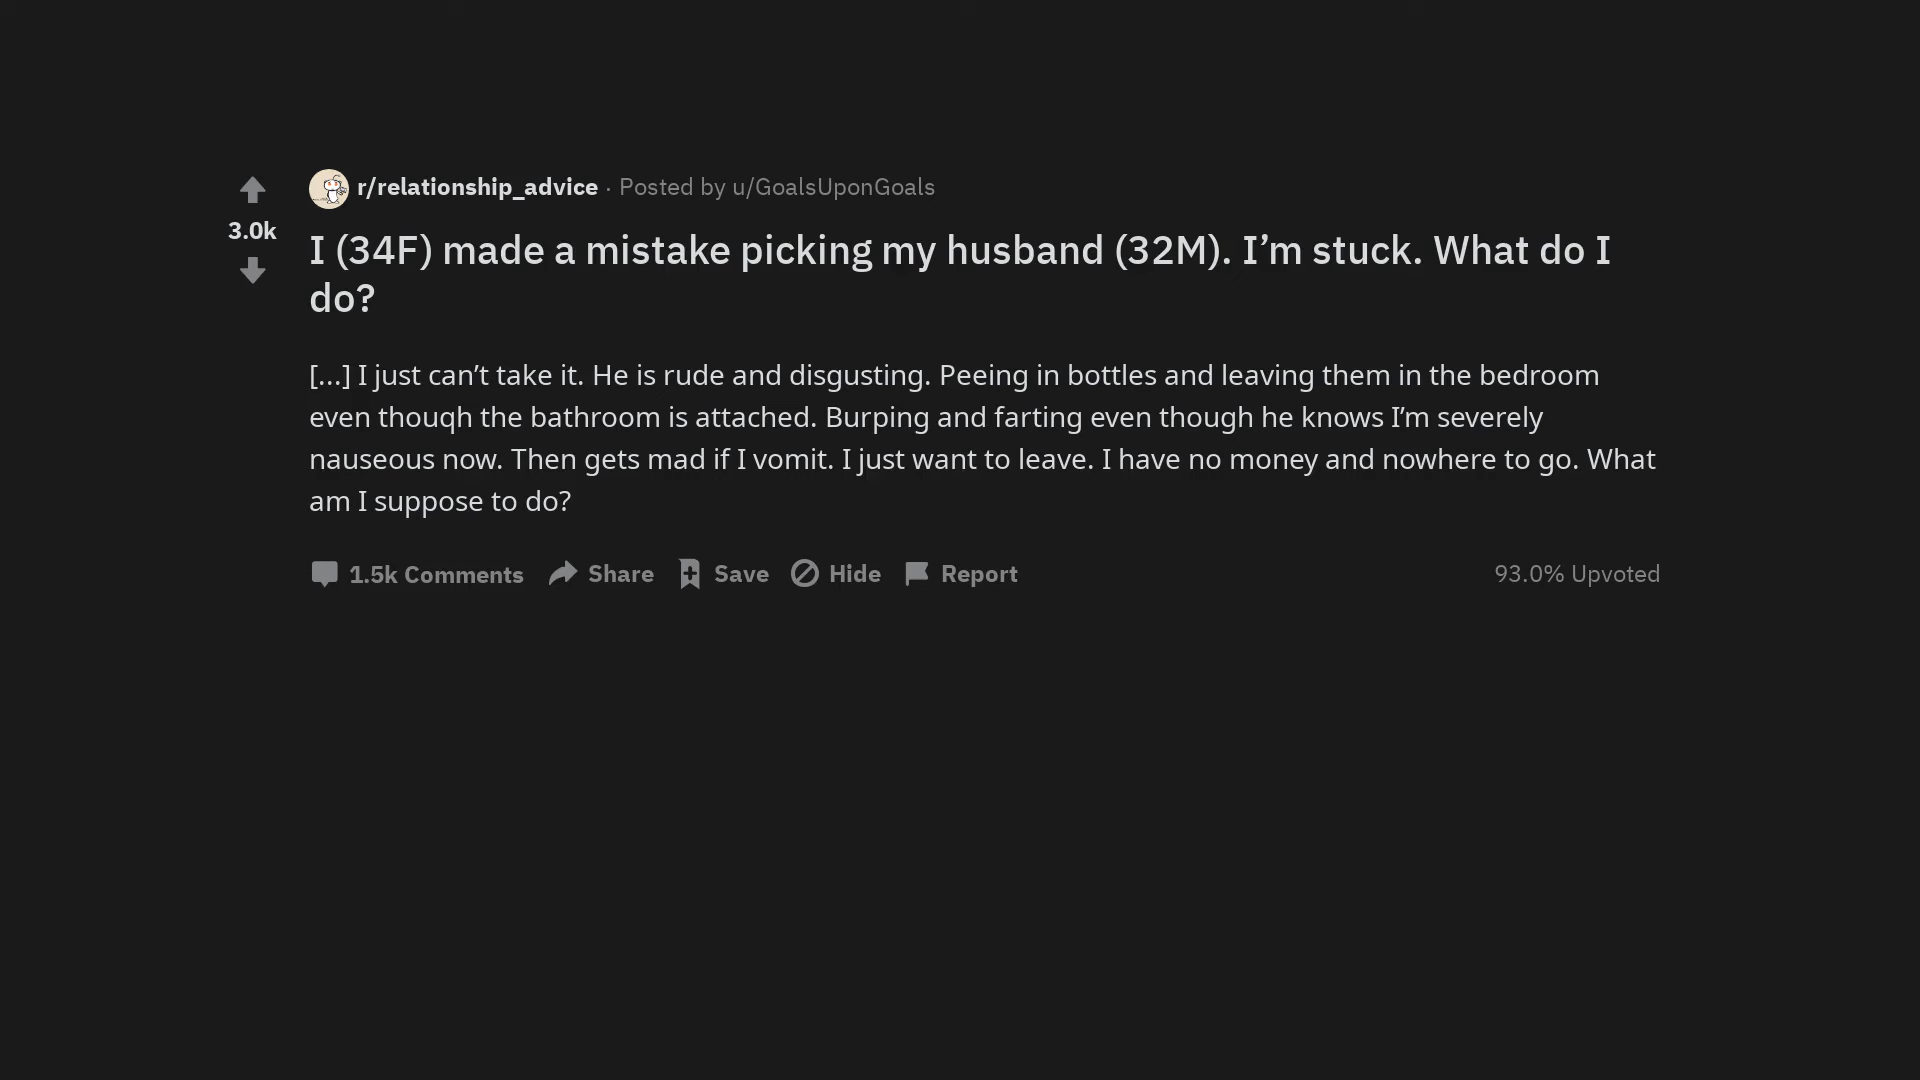 r/relationship_advice · Posted by u/GoalsUponGoals
3.0k
I (34F) made a mistake picking my husband (32M). I’m stuck. What do I
do?
[...] I just can’t take it. He is rude and disgusting. Peeing in bottles and leaving them in the bedroom
even thouqh the bathroom is attached. Burping and farting even though he knows I’m severely
nauseous now. Then gets mad if I vomit. I just want to leave. I have no money and nowhere to go. What
am I suppose to do?
1.5k Comments Share Save Hide Report 93.0% Upvoted